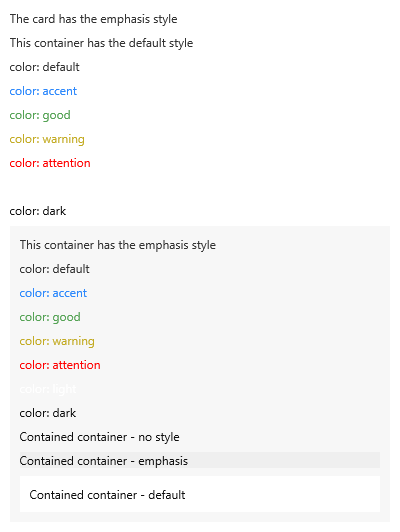 The card has the emphasis style
This container has the default style
color: default
color: accent
color: good
color: warning
color: attention
color: dark
This container has the emphasis style
color: default
color: accent
color: good
color: warning
color: attention
color: light
color: dark
Contained container - no style
Contained container - emphasis
Contained container - default